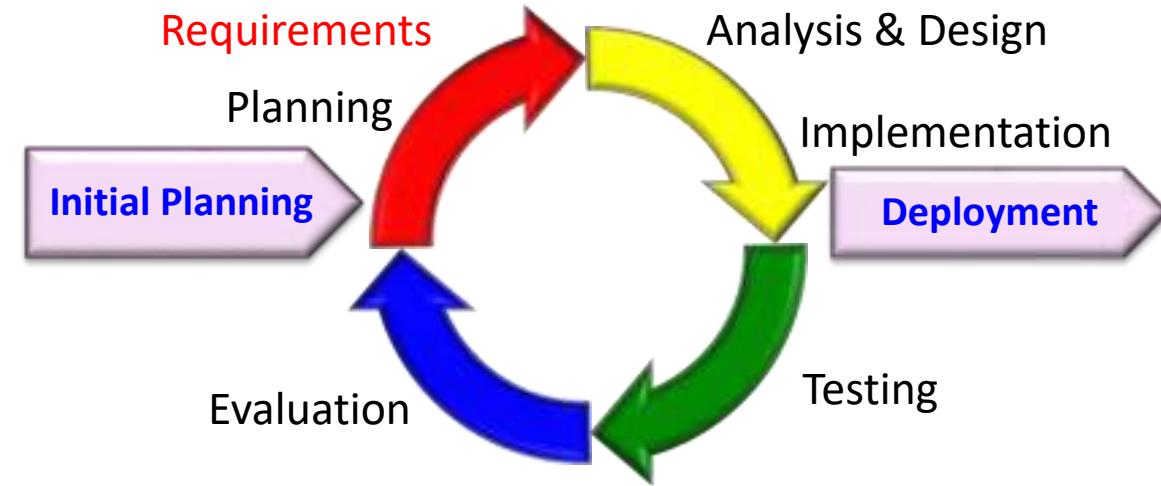 Requirements
Analysis & Design
Planning
Implementation
Initial Planning
Deployment
Evaluation
Testing